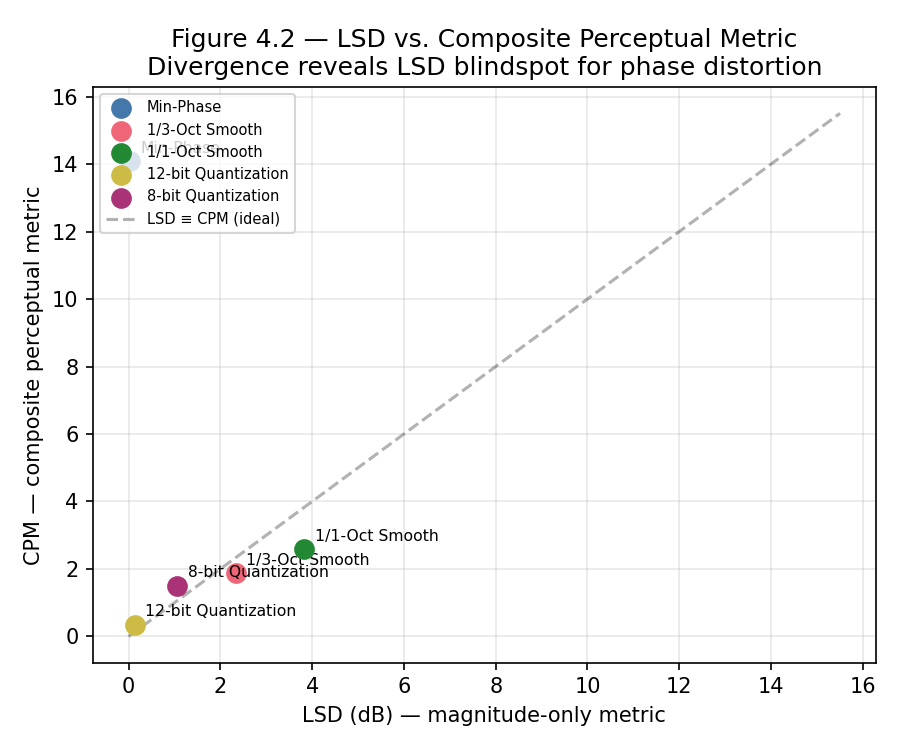 Figure 4.2 — LSD vs. Composite Perceptual Metric
Divergence reveals LSD blindspot for phase distortion
CPM — composite perceptual metric
16
14
12
10
8
6
4
2
0
Min-Phase
1/3-Oct Smooth
1/1-Oct Smooth
12-bit Quantization
8-bit Quantization
LSD ≡ CPM (ideal)
Min-Phase
1/1-Oct Smooth
1/3-Oct Smooth
8-bit Quantization
12-bit Quantization
0 2 4 6 8 10 12 14 16
LSD (dB) — magnitude-only metric